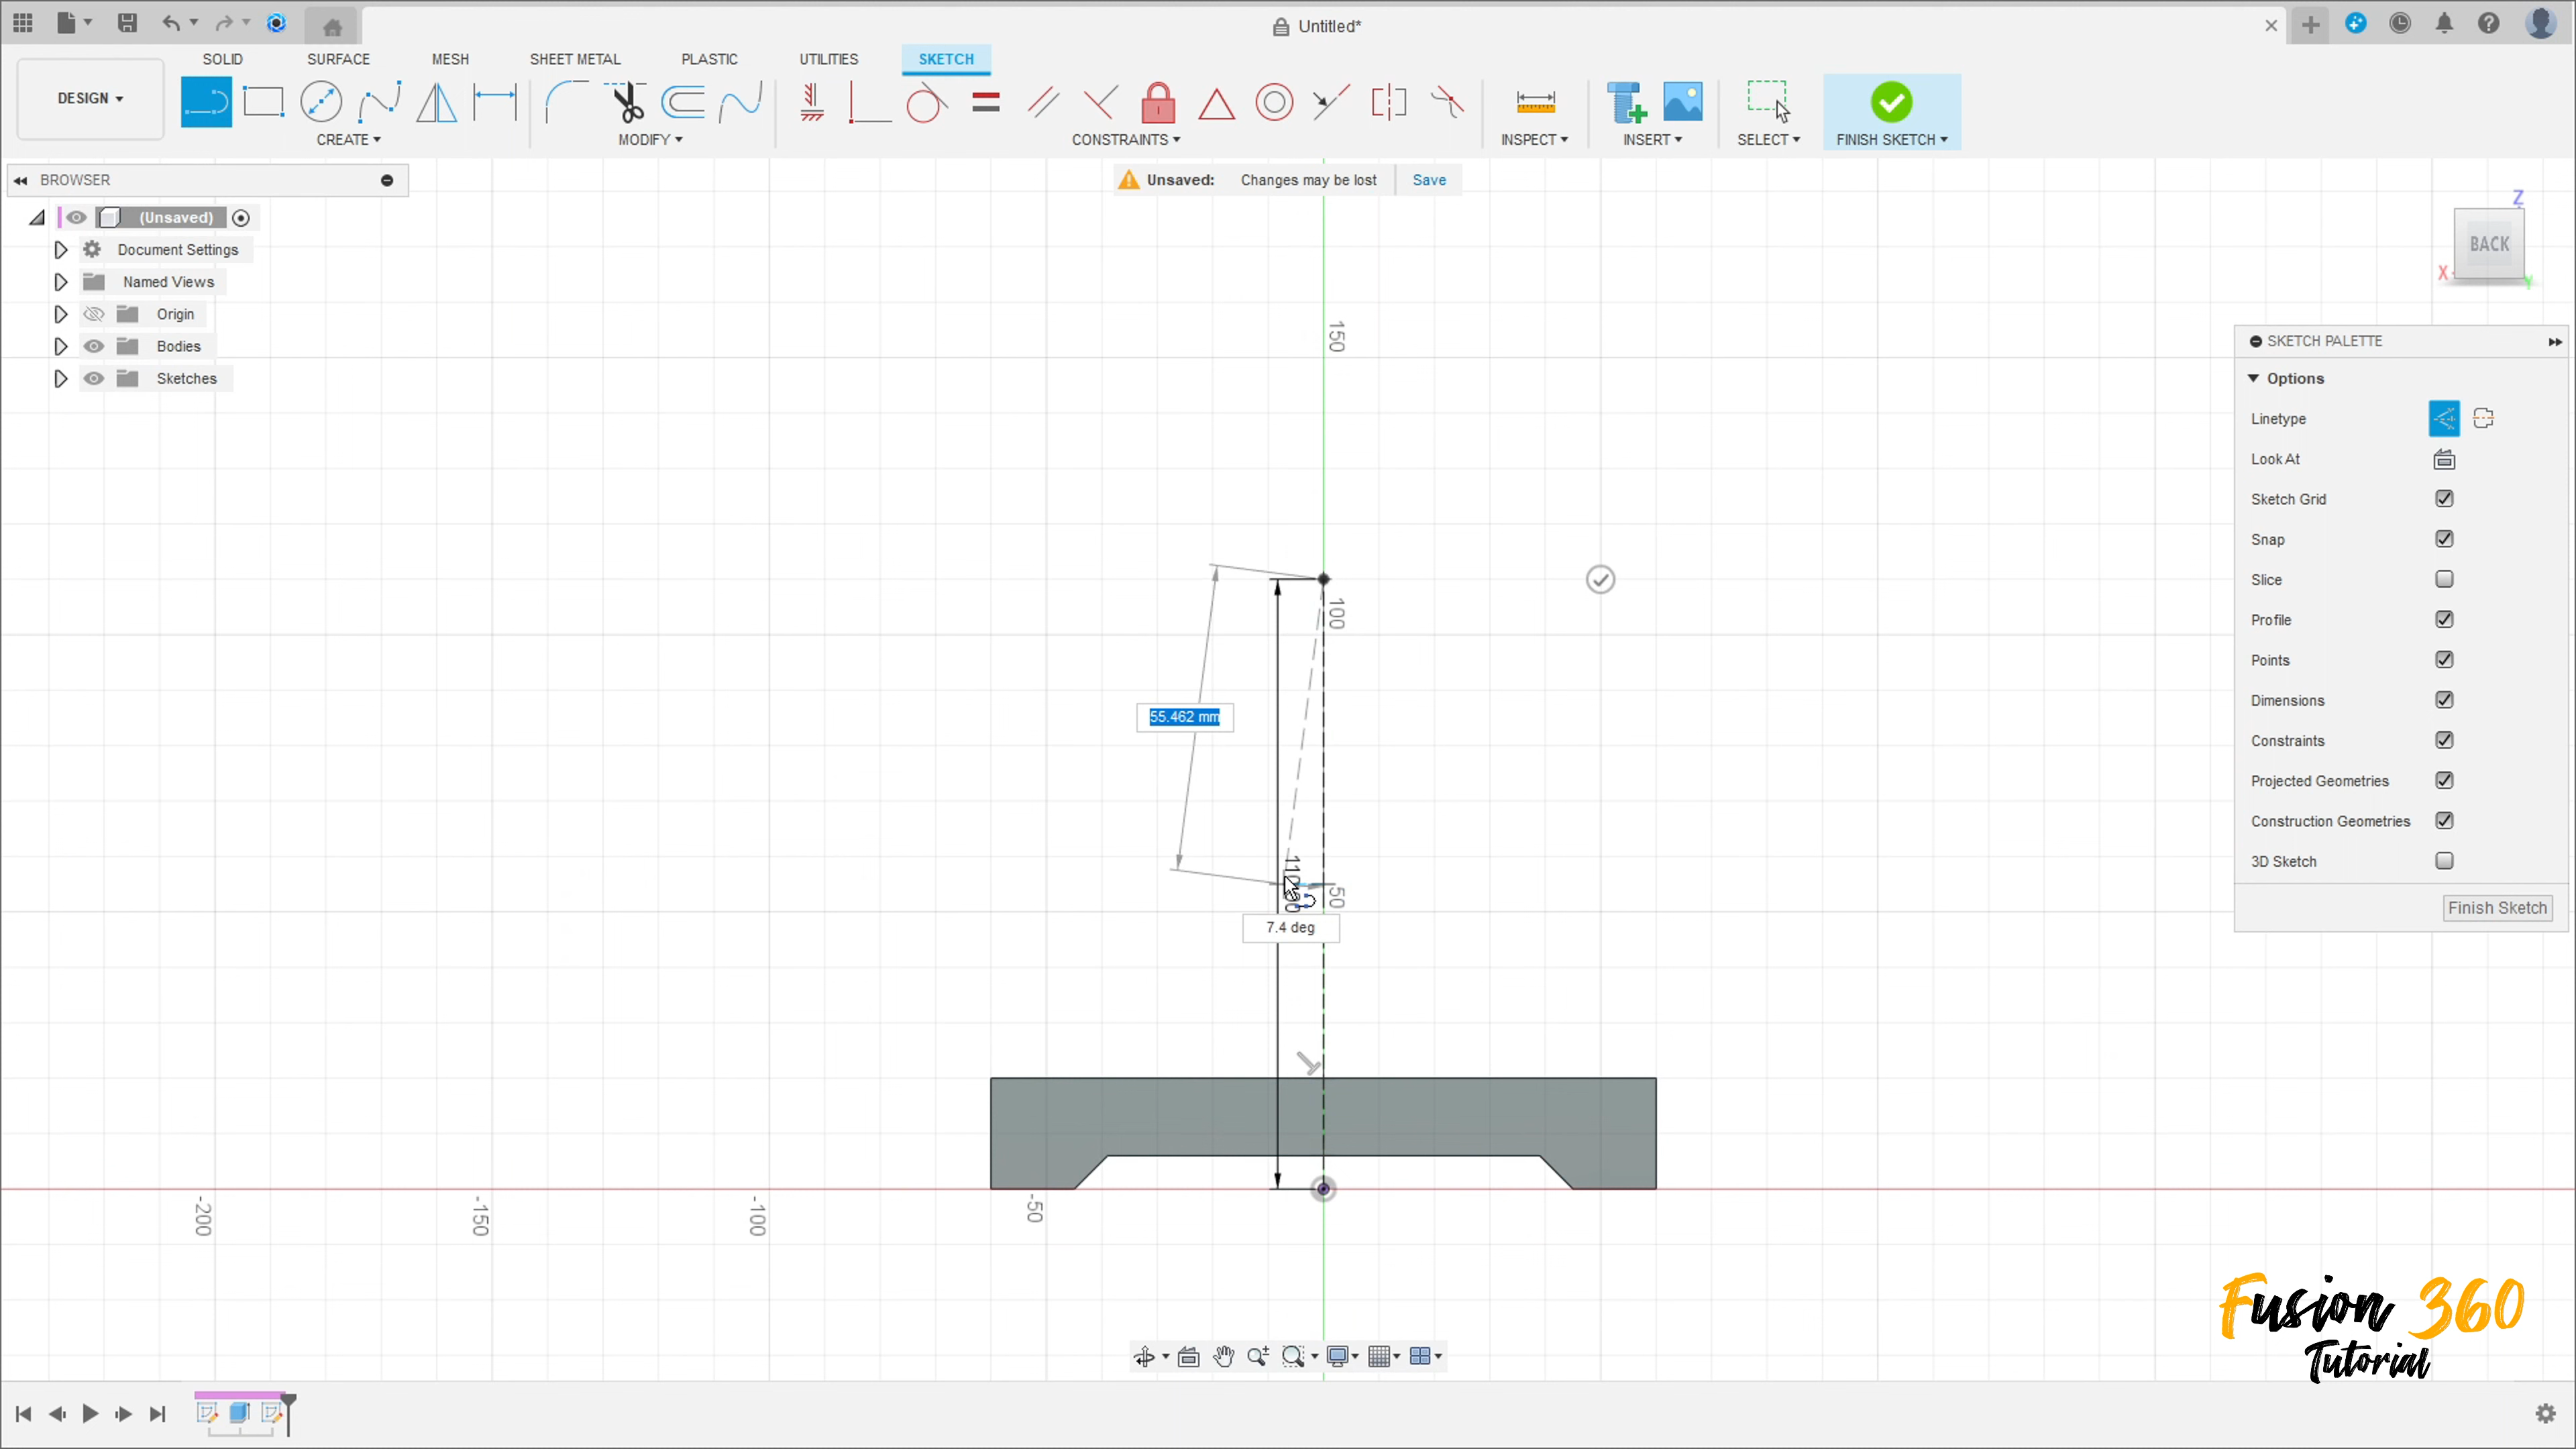 Untitled*
SOLID SURFACE MESH SHEET METAL PLASTIC UTILITIES SKETCH
DESIGN
CREATE MODIFY CONSTRAINTS INSPECT INSERT SELECT FINISH SKETCH
BROWSER
Unsaved: Changes may be lost Save
(Unsaved)
Document Settings
Named Views
Origin
Bodies
Sketches
Z
BACK
X
Y
SKETCH PALETTE
Options
Linetype
Look At
Sketch Grid
Snap
Slice
Profile
Points
Dimensions
Constraints
Projected Geometries
Construction Geometries
3D Sketch
Finish Sketch
150
100
55.462 mm
50
7.4 deg
-200
-150
-100
-50
Fusion 360
Tutorial